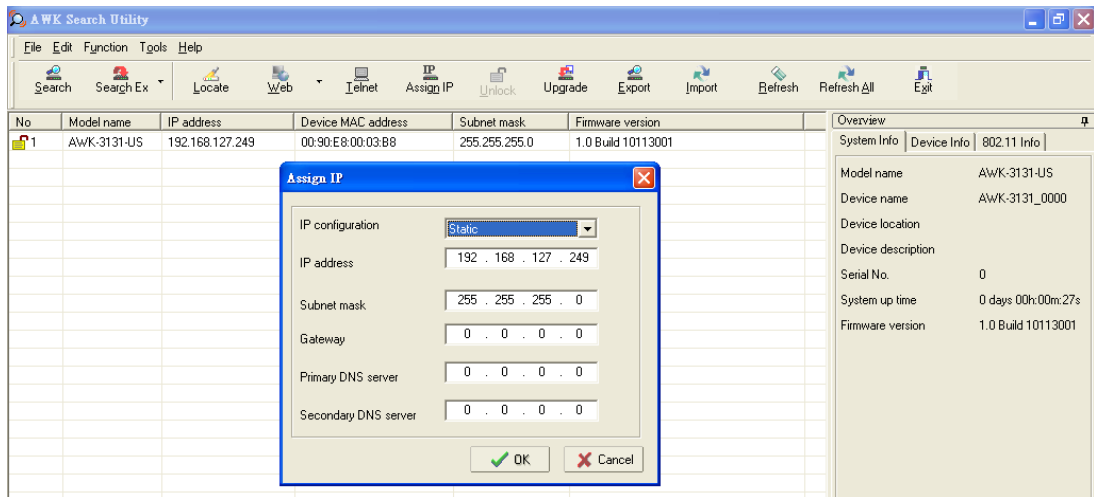 AWK Search Utility
File Edit Function Tools Help
Search Search Ex Locate Web Telnet Assign IP Unlock Upgrade Export Import Refresh Refresh All Exit
IP
No Model name IP address Device MAC address Subnet mask Firmware version
1 AWK-3131-US 192.168.127.249 00:90:E8:00:03:B8 255.255.255.0 1.0 Build 10113001
Assign IP
IP configuration Static
IP address 192 . 168 . 127 . 249
Subnet mask 255 . 255 . 255 . 0
Gateway 0 . 0 . 0 . 0
Primary DNS server 0 . 0 . 0 . 0
Secondary DNS server 0 . 0 . 0 . 0
OK Cancel
Overview
System Info Device Info 802.11 Info
Model name AWK-3131-US
Device name AWK-3131_0000
Device location
Device description
Serial No. 0
System up time 0 days 00h:00m:27s
Firmware version 1.0 Build 10113001